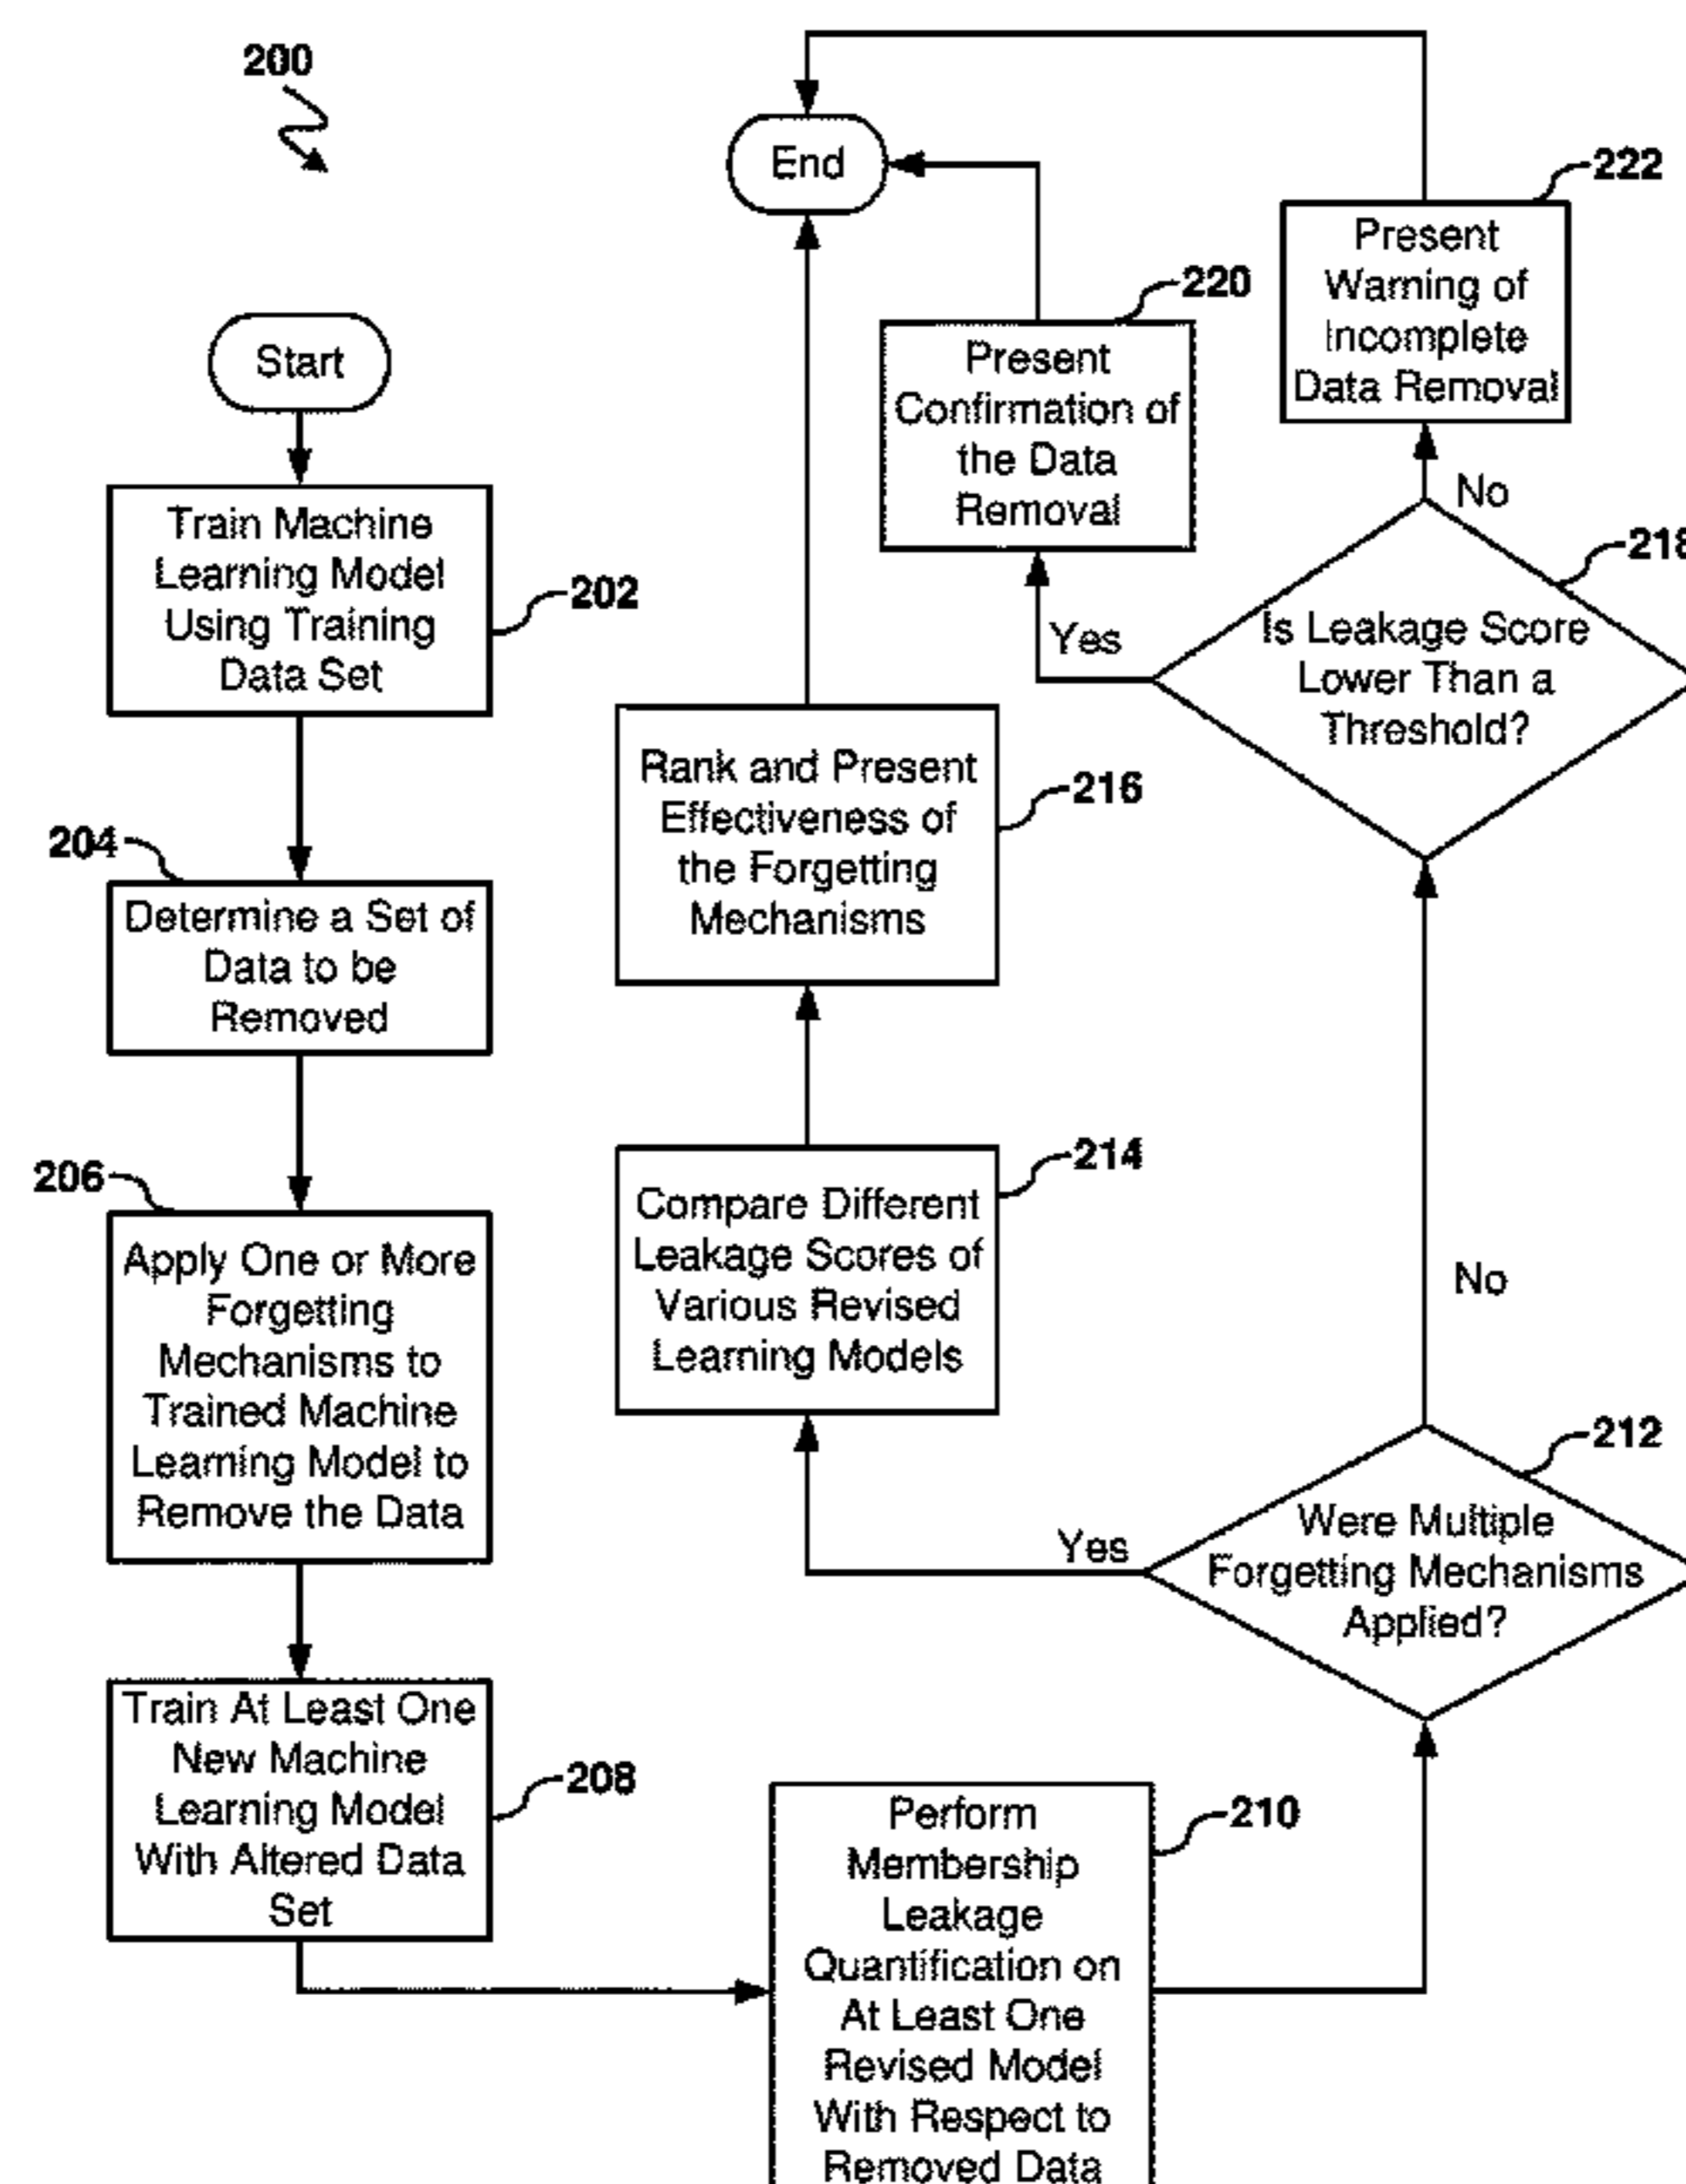 200
Start
Train Machine
Learning Model
Using Training
Data Set
202
204
Determine a Set of
Data to be
Removed
206
Apply One or More
Forgetting
Mechanisms to
Trained Machine
Learning Model to
Remove the Data
Train At Least One
New Machine
Learning Model
With Altered Data
Set
208
Perform
Membership
Leakage
Quantification on
At Least One
Revised Model
With Respect to
Removed Data
210
212
Were Multiple
Forgetting Mechanisms
Applied?
Yes
No
Compare Different
Leakage Scores of
Various Revised
Learning Models
214
Rank and Present
Effectiveness of
the Forgetting
Mechanisms
216
218
Is Leakage Score
Lower Than a
Threshold?
Yes
No
220
Present
Confirmation of
the Data
Removal
222
Present
Warning of
Incomplete
Data Removal
End